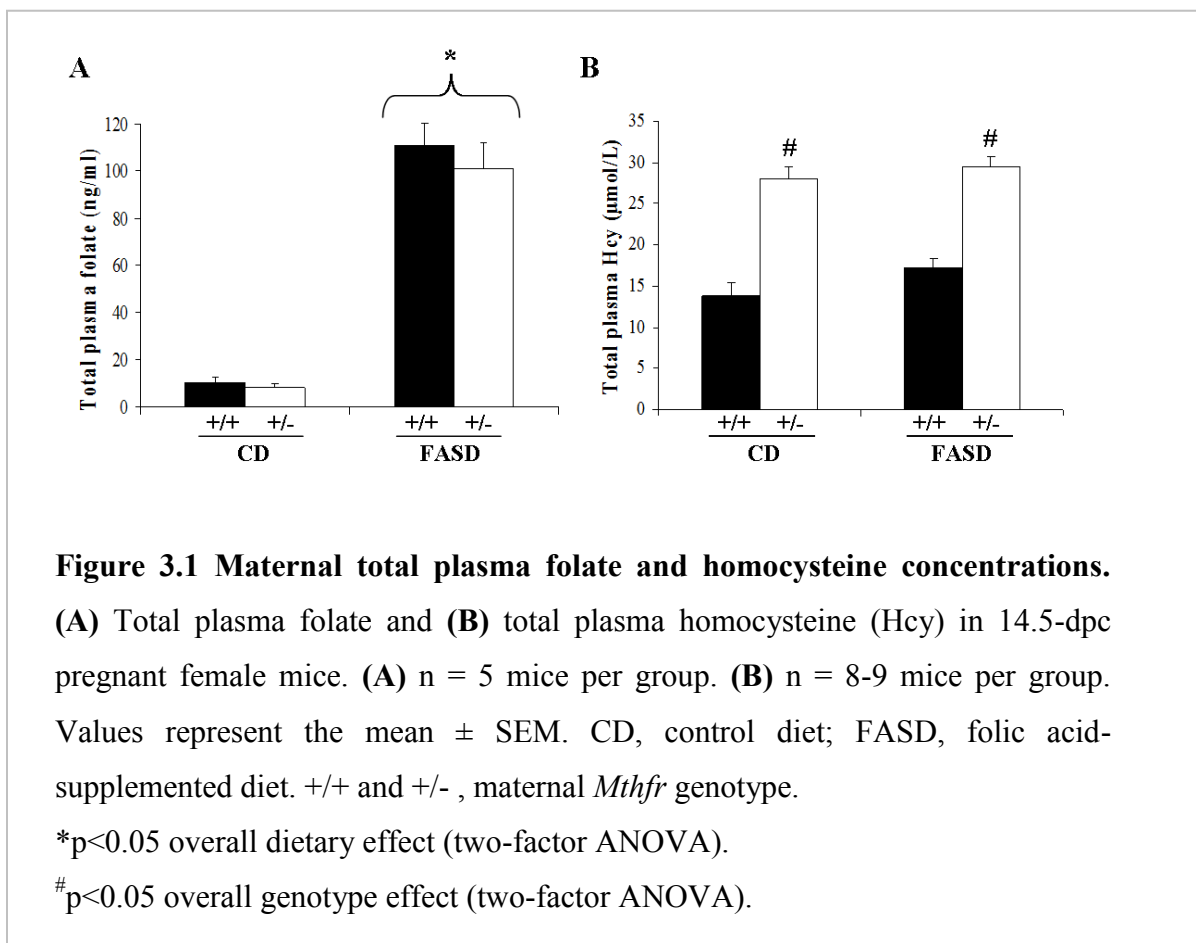 A
*
Total plasma folate (ng/ml)
120
100
80
60
40
20
0
+/+ +/- +/+ +/-
CD FASD
B
# #
Total plasma Hcy (µmol/L)
35
30
25
20
15
10
5
0
+/+ +/- +/+ +/-
CD FASD
Figure 3.1 Maternal total plasma folate and homocysteine concentrations.
(A) Total plasma folate and (B) total plasma homocysteine (Hcy) in 14.5-dpc
pregnant female mice. (A) n = 5 mice per group. (B) n = 8-9 mice per group.
Values represent the mean ± SEM. CD, control diet; FASD, folic acid-
supplemented diet. +/+ and +/- , maternal Mthfr genotype.
*p<0.05 overall dietary effect (two-factor ANOVA).
#p<0.05 overall genotype effect (two-factor ANOVA).